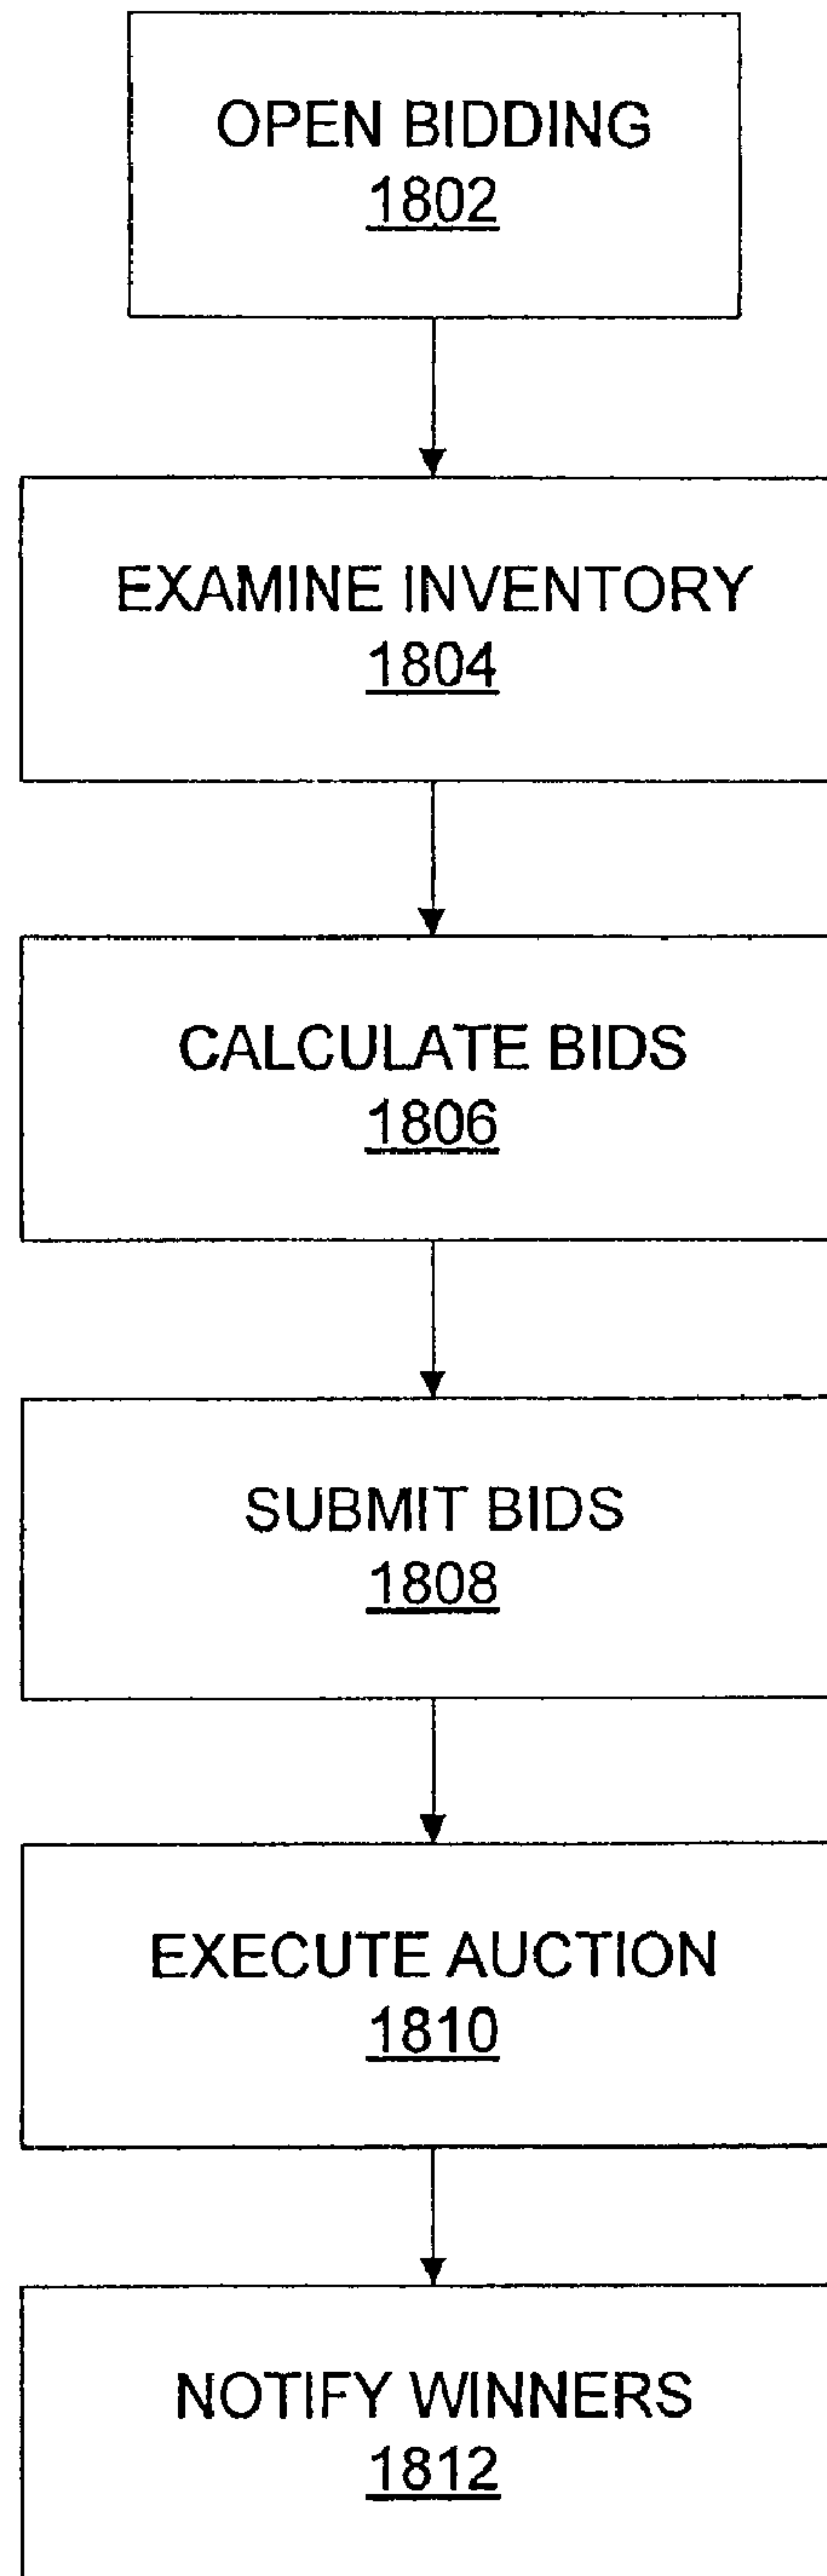 OPEN BIDDING
1802
EXAMINE INVENTORY
1804
CALCULATE BIDS
1806
SUBMIT BIDS
1808
EXECUTE AUCTION
1810
NOTIFY WINNERS
1812